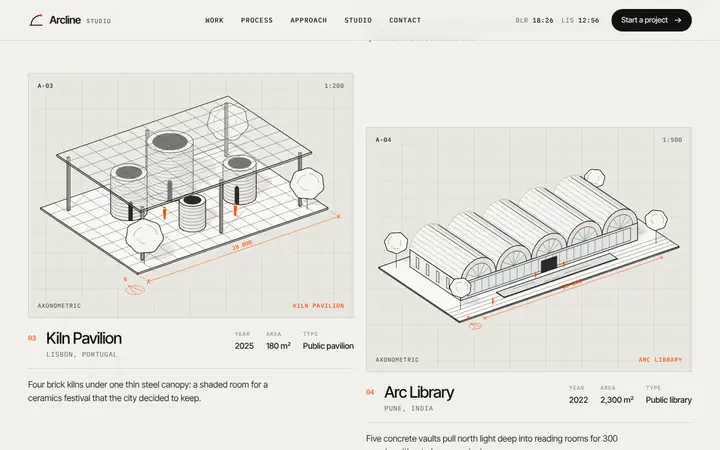 Arcline STUDIO
WORK PROCESS APPROACH STUDIO CONTACT
BLR 18:26 LIS 12:56
Start a project →
A-03 1:200
20 000
N
AXONOMETRIC KILN PAVILION
03 Kiln Pavilion
LISBON, PORTUGAL
YEAR AREA TYPE
2025 180 m² Public pavilion
Four brick kilns under one thin steel canopy: a shaded room for a
ceramics festival that the city decided to keep.
A-04 1:500
AXONOMETRIC ARC LIBRARY
04 Arc Library
PUNE, INDIA
YEAR AREA TYPE
2022 2,300 m² Public library
Five concrete vaults pull north light deep into reading rooms for 300